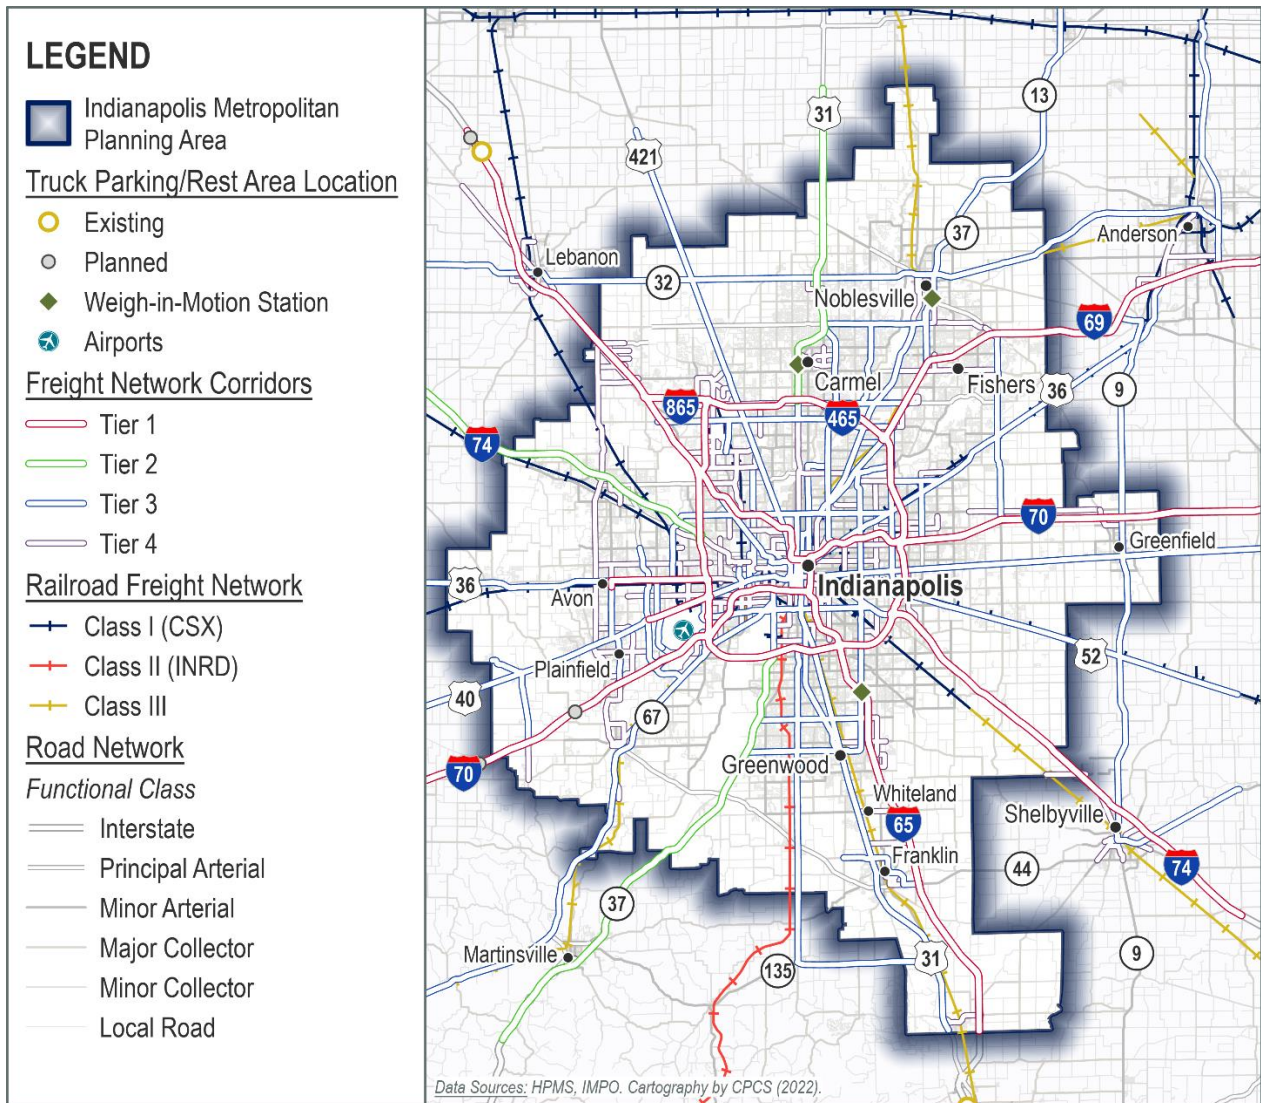 LEGEND
Indianapolis Metropolitan
Planning Area
Truck Parking/Rest Area Location
Existing
Planned
Weigh-in-Motion Station
Airports
Freight Network Corridors
Tier 1
Tier 2
Tier 3
Tier 4
Railroad Freight Network
Class I (CSX)
Class II (INRD)
Class III
Road Network
Functional Class
Interstate
Principal Arterial
Minor Arterial
Major Collector
Minor Collector
Local Road
13
31
421
37
Anderson
Lebanon
32
Noblesville
69
Carmel
Fishers
36
9
865
465
74
70
Greenfield
36
Avon
Indianapolis
Plainfield
52
40
67
70
Greenwood
Whiteland
65
Shelbyville
Franklin
44
74
37
Martinsville
31
9
135
Data Sources: HPMS, IMPO. Cartography by CPCS (2022).